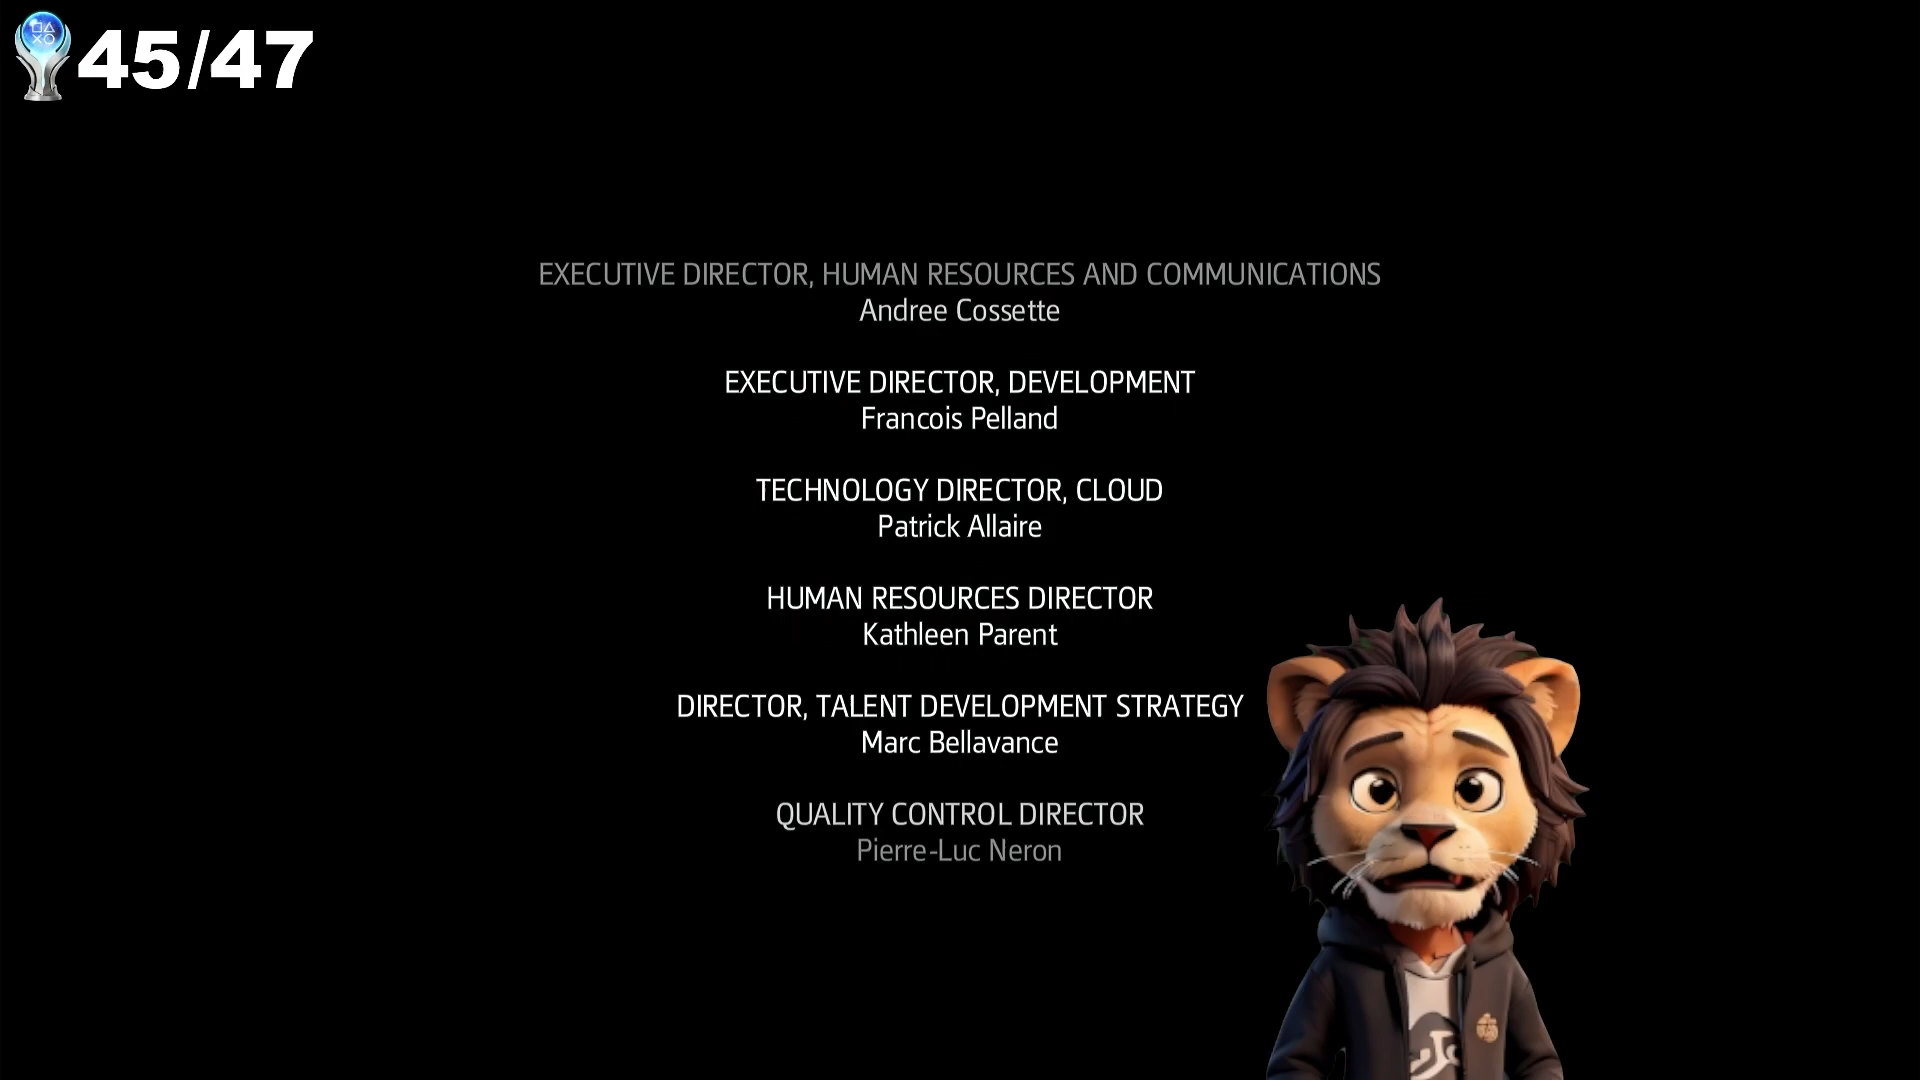 45/47
EXECUTIVE DIRECTOR, HUMAN RESOURCES AND COMMUNICATIONS
Andree Cossette
EXECUTIVE DIRECTOR, DEVELOPMENT
Francois Pelland
TECHNOLOGY DIRECTOR, CLOUD
Patrick Allaire
HUMAN RESOURCES DIRECTOR
Kathleen Parent
DIRECTOR, TALENT DEVELOPMENT STRATEGY
Marc Bellavance
QUALITY CONTROL DIRECTOR
Pierre-Luc Neron